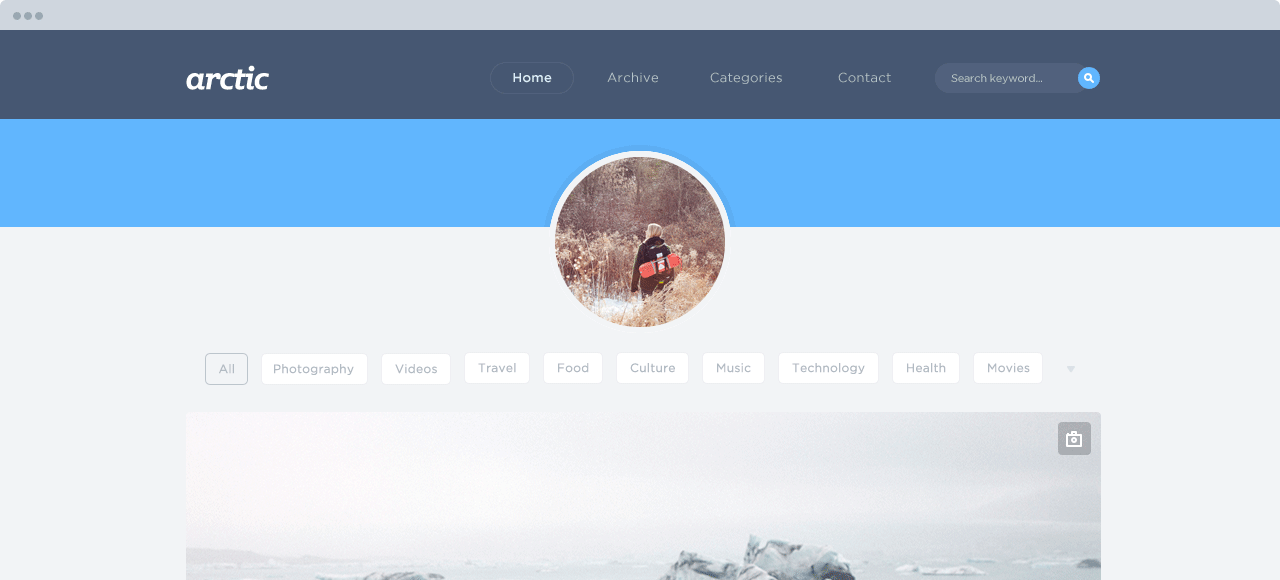 arctic
Home Archive Categories Contact Search keyword...
All Photography Videos Travel Food Culture Music Technology Health Movies